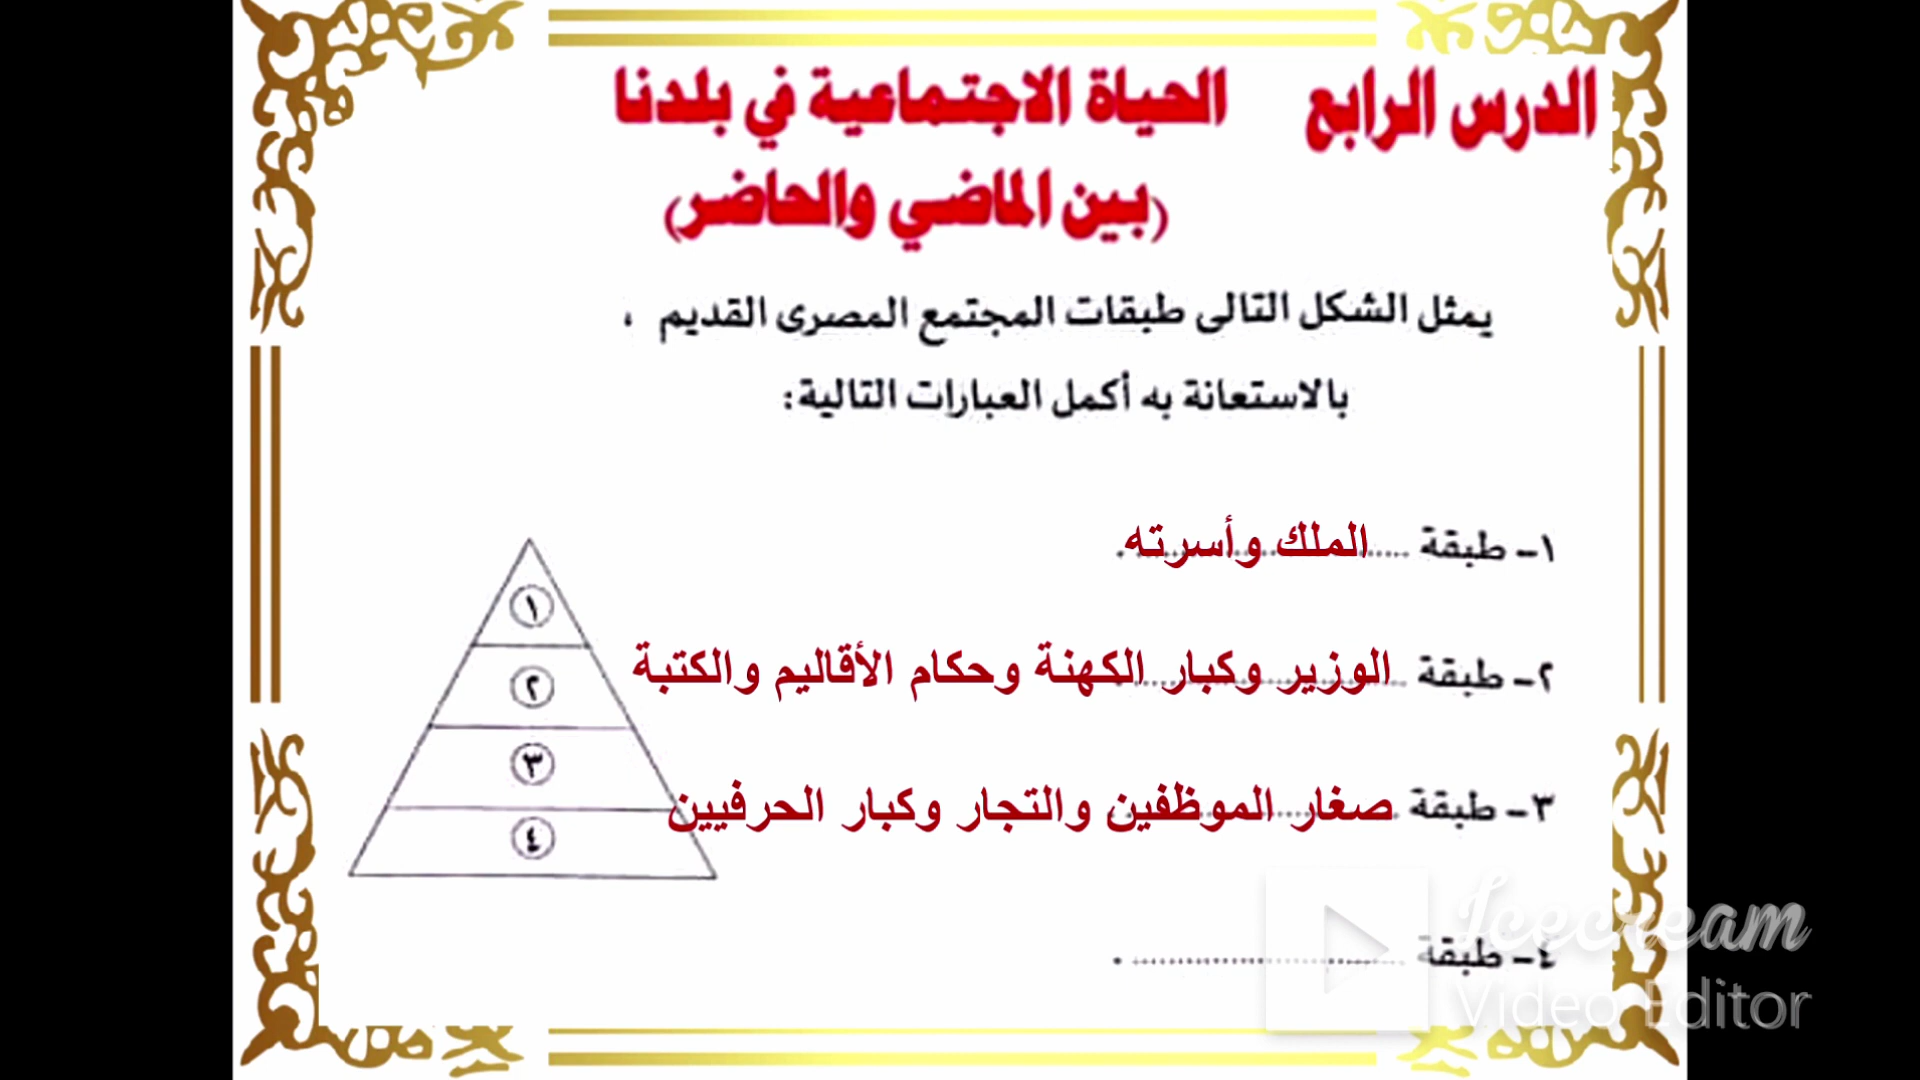 الدرس الرابع الحياة الاجتماعية في بلدنا
(بين الماضي والحاضر)
يمثل الشكل التالى طبقات المجتمع المصرى القديم ،
بالاستعانة به أكمل العبارات التالية:
١- طبقة الملك وأسرته.
٢- طبقة الوزير وكبار الكهنة وحكام الأقاليم والكتبة
٣- طبقة صغار الموظفين والتجار وكبار الحرفيين
٤- طبقة ............................ .
١
٢
٣
٤
Icecream
Video Editor